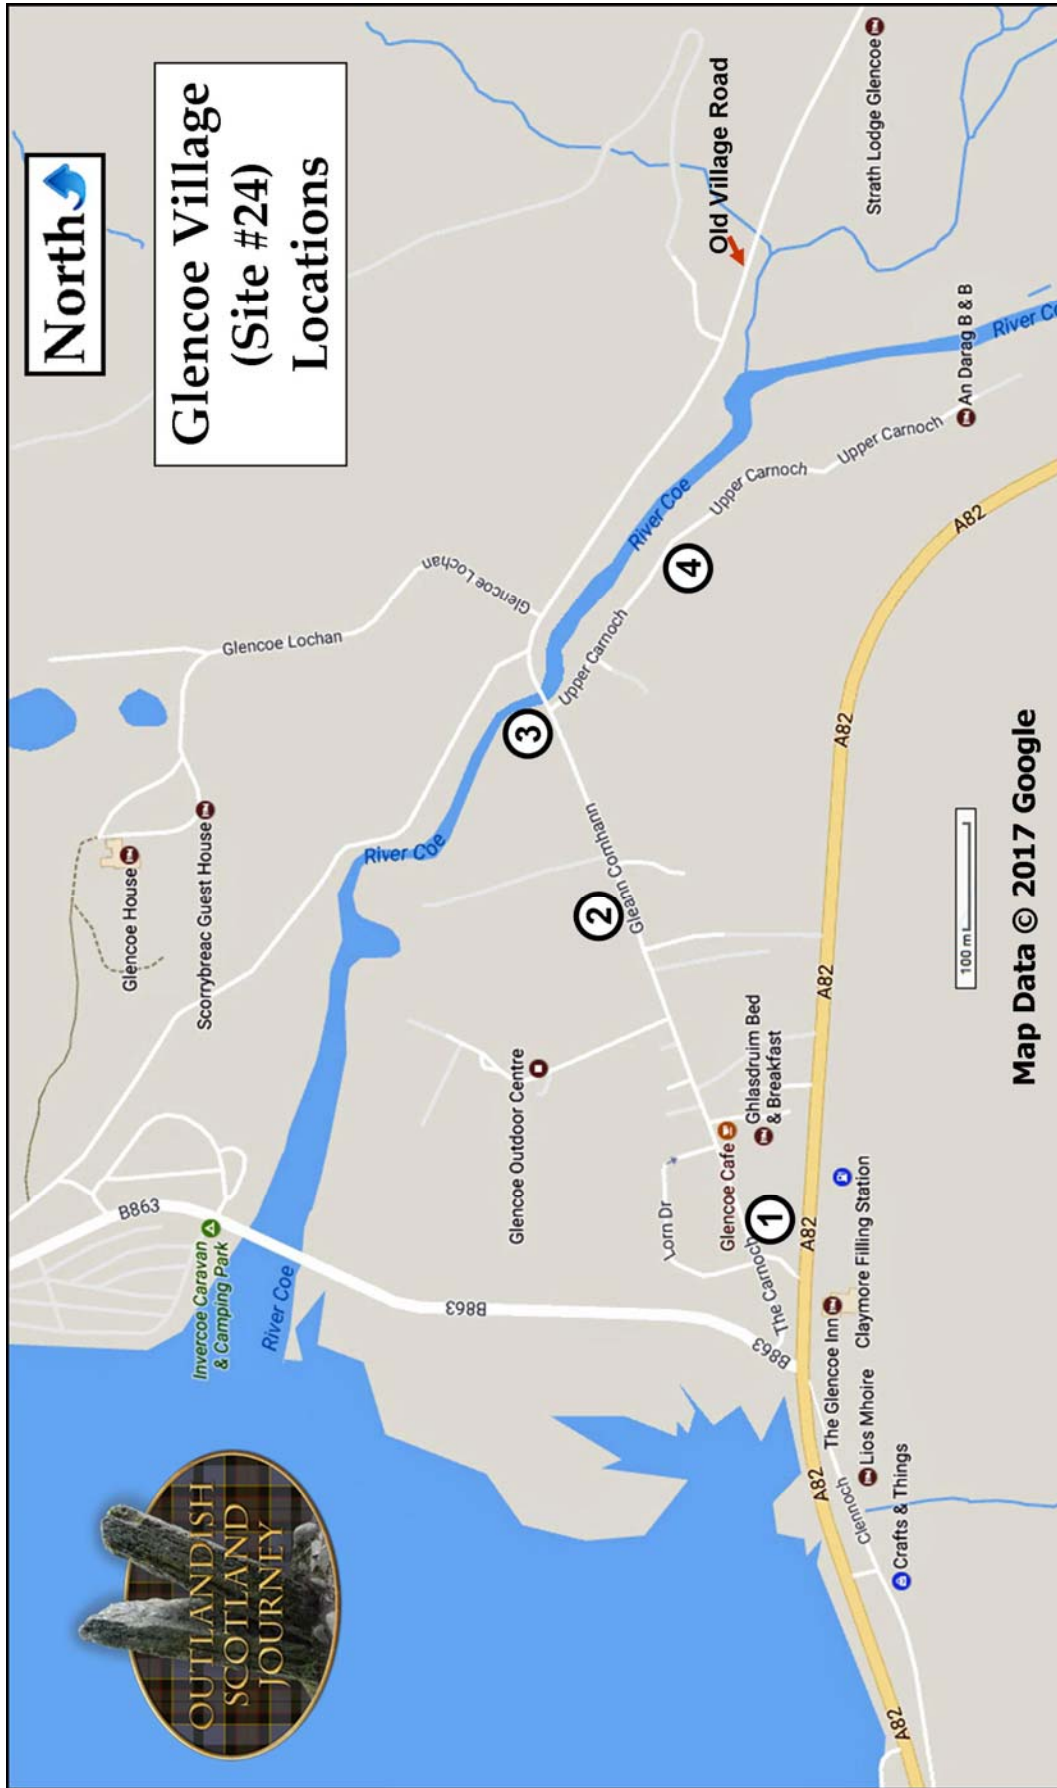 North
Glencoe Village
(Site #24)
Locations
OUTLANDISH
SCOTLAND
JOURNEY
Invercoe Caravan
& Camping Park
B863
River Coe
B863
B863
Glencoe House
Scorrybreac Guest House
Glencoe Lochan
Glencoe Lochan
River Coe
Glencoe Outdoor Centre
Lorn Dr
The Carnoch
Glencoe Cafe
Ghlasdruim Bed
& Breakfast
1
2
3
4
Gleann Comhann
Upper Carnoch
Upper Carnoch
Upper Carnoch
River Coe
Old Village Road
Strath Lodge Glencoe
An Darag B & B
River Co
A82
A82
A82
A82
A82
A82
The Glencoe Inn
Claymore Filling Station
Lios Mhoire
Clennoch
Crafts & Things
100 m
Map Data © 2017 Google